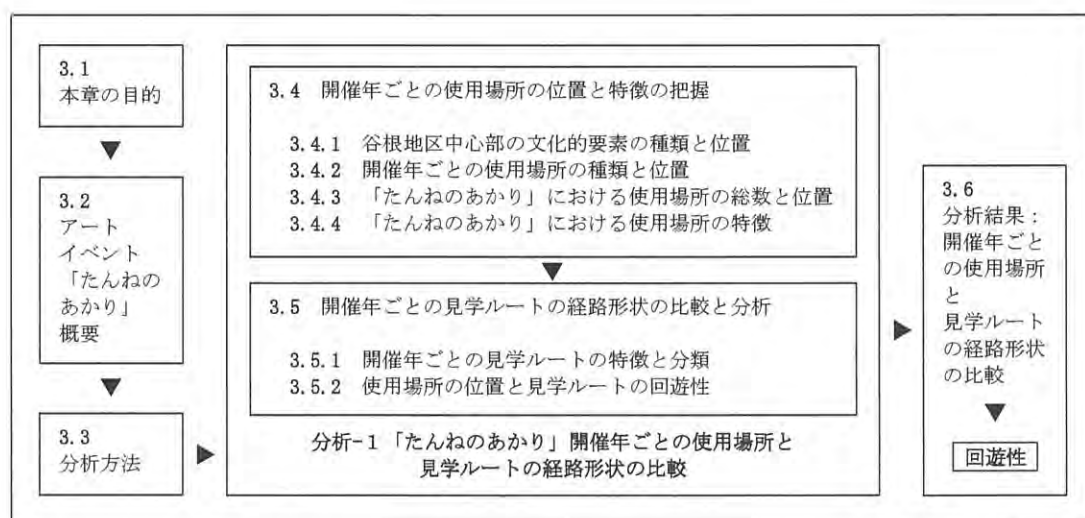 3.1
本章の目的
▼
3.2
アート
イベント
「たんねの
あかり」
概要
▼
3.3
分析方法
▶
3.4 開催年ごとの使用場所の位置と特徴の把握
3.4.1 谷根地区中心部の文化的要素の種類と位置
3.4.2 開催年ごとの使用場所の種類と位置
3.4.3 「たんねのあかり」における使用場所の総数と位置
3.4.4 「たんねのあかり」における使用場所の特徴
▼
3.5 開催年ごとの見学ルートの経路形状の比較と分析
3.5.1 開催年ごとの見学ルートの特徴と分類
3.5.2 使用場所の位置と見学ルートの回遊性
分析-1「たんねのあかり」開催年ごとの使用場所と
見学ルートの経路形状の比較
▶
3.6
分析結果：
開催年ごと
の使用場所
と
見学ルート
の経路形状
の比較
▼
回遊性